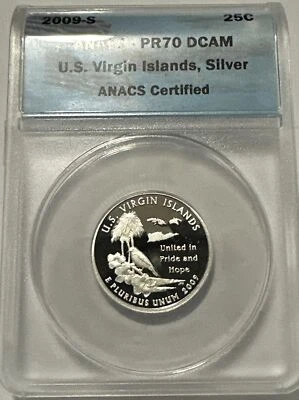 2009-S 25C
PR70 DCAM
U.S. Virgin Islands, Silver
ANACS Certified
U.S. VIRGIN ISLANDS
United in
Pride and
Hope
E PLURIBUS UNUM 2009